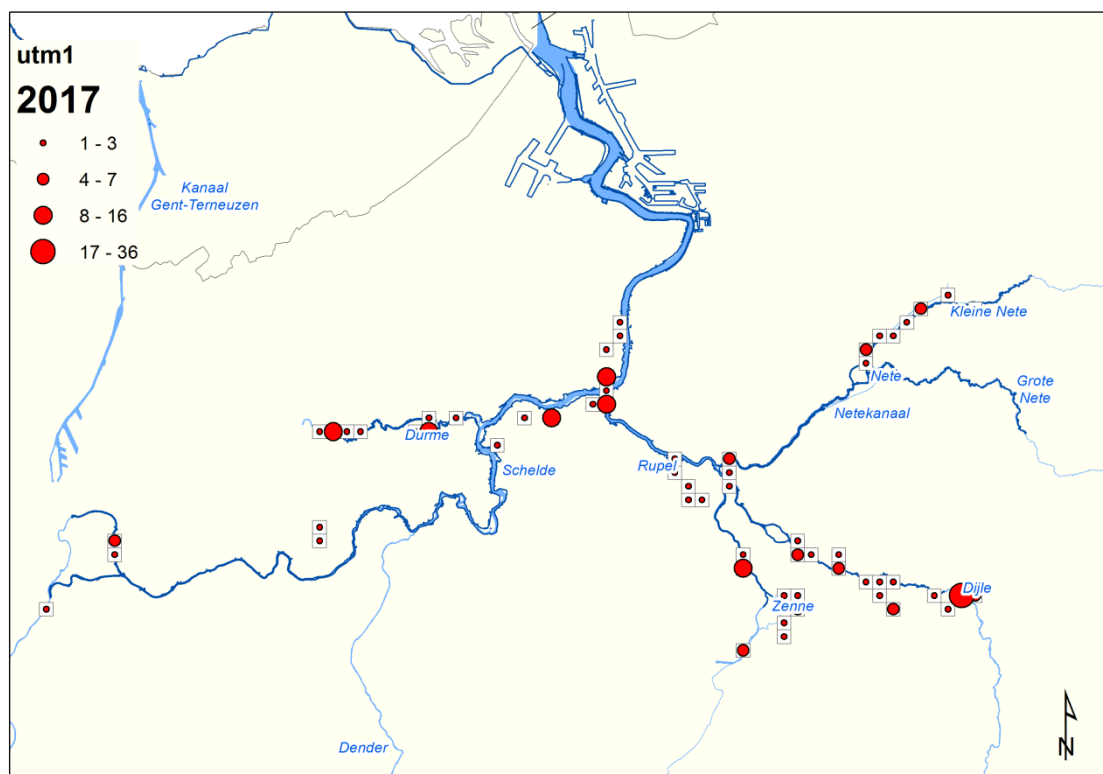 utm1
2017
1 - 3
4 - 7
8 - 16
17 - 36
Kanaal
Gent-Terneuzen
Kleine Nete
Nete
Grote
Nete
Netekanaal
Durme
Schelde
Rupel
Dijle
Zenne
Dender
N